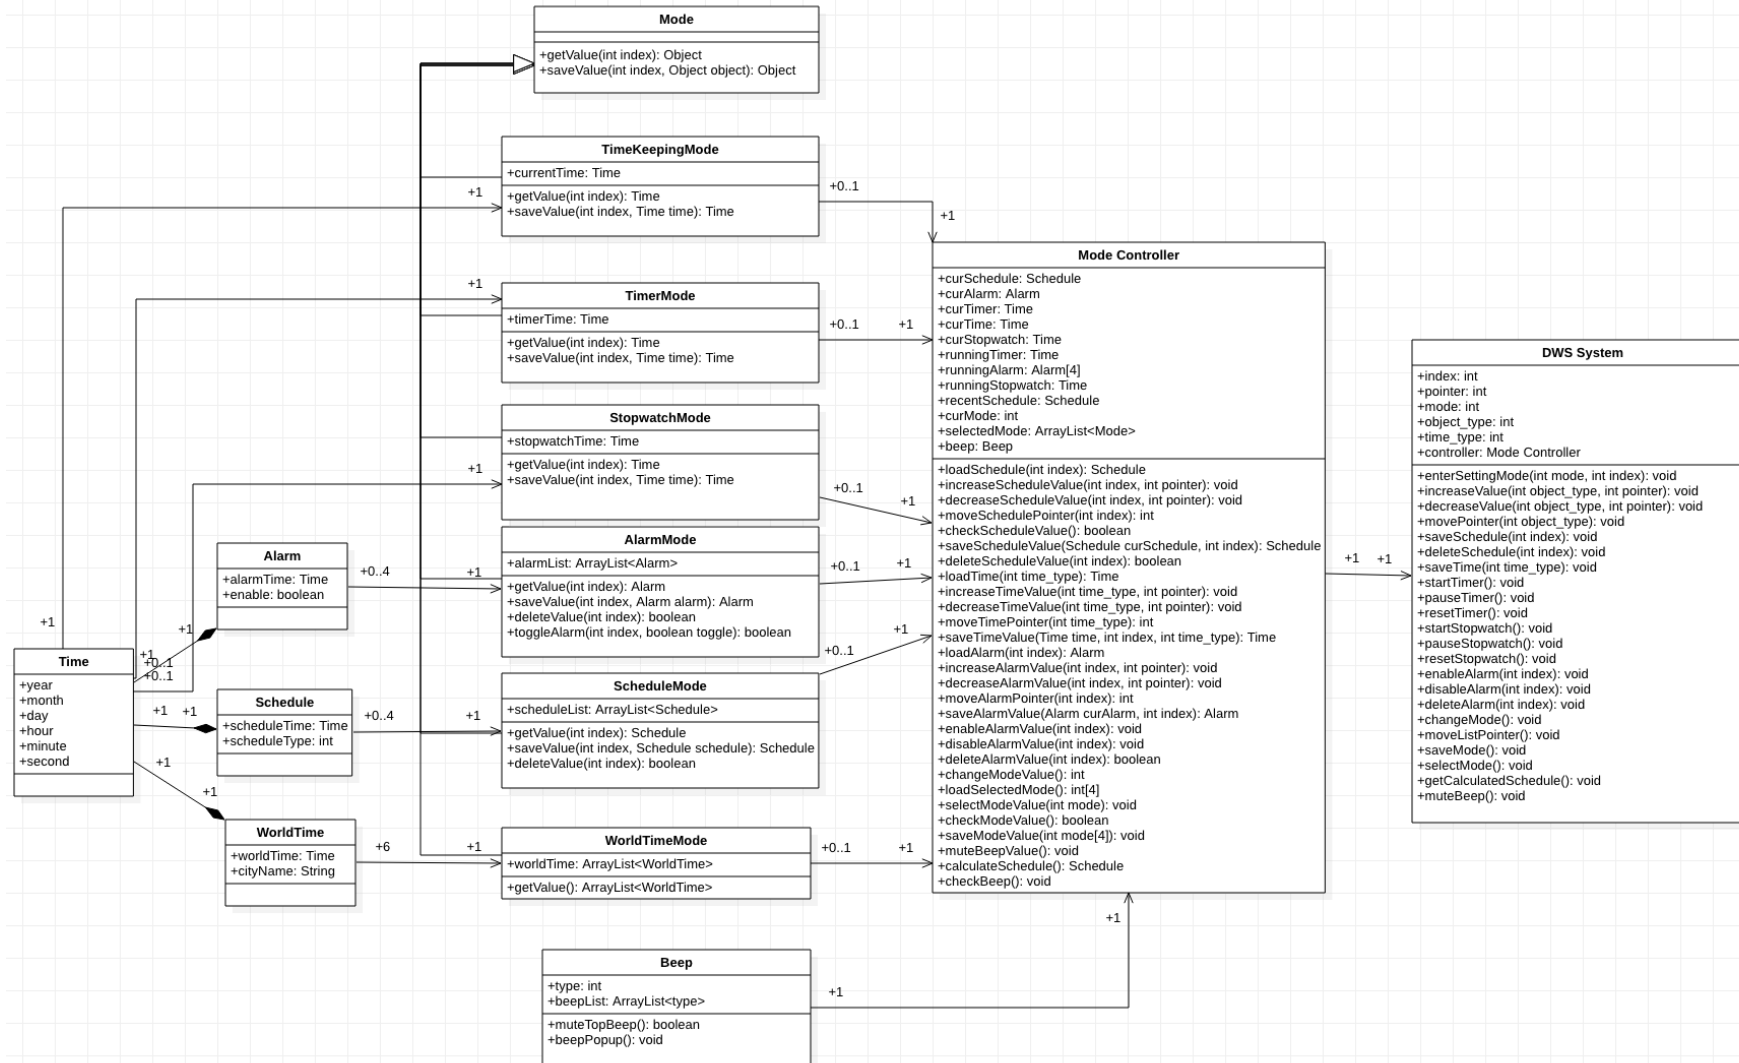 Mode
+getValue(int index): Object
+saveValue(int index, Object object): Object
TimeKeepingMode
+currentTime: Time
+getValue(int index): Time
+saveValue(int index, Time time): Time
+1
+0..1
+1
TimerMode
+timerTime: Time
+getValue(int index): Time
+saveValue(int index, Time time): Time
+1
+0..1
+1
StopwatchMode
+stopwatchTime: Time
+getValue(int index): Time
+saveValue(int index, Time time): Time
+1
+0..1
+1
AlarmMode
+alarmList: ArrayList<Alarm>
+getValue(int index): Alarm
+saveValue(int index, Alarm alarm): Alarm
+deleteValue(int index): boolean
+toggleAlarm(int index, boolean toggle): boolean
+1
+0..1
+1
ScheduleMode
+scheduleList: ArrayList<Schedule>
+getValue(int index): Schedule
+saveValue(int index, Schedule schedule): Schedule
+deleteValue(int index): boolean
+1
+0..1
+1
WorldTimeMode
+worldTime: ArrayList<WorldTime>
+getValue(): ArrayList<WorldTime>
+1
+0..1
+1
Beep
+type: int
+beepList: ArrayList<type>
+muteTopBeep(): boolean
+beepPopup(): void
+1
+1
Alarm
+alarmTime: Time
+enable: boolean
+0..4
Schedule
+scheduleTime: Time
+scheduleType: int
+0..4
WorldTime
+worldTime: Time
+cityName: String
+6
Time
+year
+month
+day
+hour
+minute
+second
+1
+1
+1
+0..1
+0..1
+1
+1
+1
+1
Mode Controller
+curSchedule: Schedule
+curAlarm: Alarm
+curTimer: Time
+curTime: Time
+curStopwatch: Time
+runningTimer: Time
+runningAlarm: Alarm[4]
+runningStopwatch: Time
+recentSchedule: Schedule
+curMode: int
+selectedMode: ArrayList<Mode>
+beep: Beep
+loadSchedule(int index): Schedule
+increaseScheduleValue(int index, int pointer): void
+decreaseScheduleValue(int index, int pointer): void
+moveSchedulePointer(int index): int
+checkScheduleValue(): boolean
+saveScheduleValue(Schedule curSchedule, int index): Schedule
+deleteScheduleValue(int index): boolean
+loadTime(int time_type): Time
+increaseTimeValue(int time_type, int pointer): void
+decreaseTimeValue(int time_type, int pointer): void
+moveTimePointer(int time_type): int
+saveTimeValue(Time time, int index, int time_type): Time
+loadAlarm(int index): Alarm
+increaseAlarmValue(int index, int pointer): void
+decreaseAlarmValue(int index, int pointer): void
+moveAlarmPointer(int index): int
+saveAlarmValue(Alarm curAlarm, int index): Alarm
+enableAlarmValue(int index): void
+disableAlarmValue(int index): void
+deleteAlarmValue(int index): boolean
+changeModeValue(): int
+loadSelectedMode(): int[4]
+selectModeValue(int mode): void
+checkModeValue(): boolean
+saveModeValue(int mode[4]): void
+muteBeepValue(): void
+calculateSchedule(): Schedule
+checkBeep(): void
+1
+1
DWS System
+index: int
+pointer: int
+mode: int
+object_type: int
+time_type: int
+controller: Mode Controller
+enterSettingMode(int mode, int index): void
+increaseValue(int object_type, int pointer): void
+decreaseValue(int object_type, int pointer): void
+movePointer(int object_type): void
+saveSchedule(int index): void
+deleteSchedule(int index): void
+saveTime(int time_type): void
+startTimer(): void
+pauseTimer(): void
+resetTimer(): void
+startStopwatch(): void
+pauseStopwatch(): void
+resetStopwatch(): void
+enableAlarm(int index): void
+disableAlarm(int index): void
+deleteAlarm(int index): void
+changeMode(): void
+moveListPointer(): void
+saveMode(): void
+selectMode(): void
+getCalculatedSchedule(): void
+muteBeep(): void